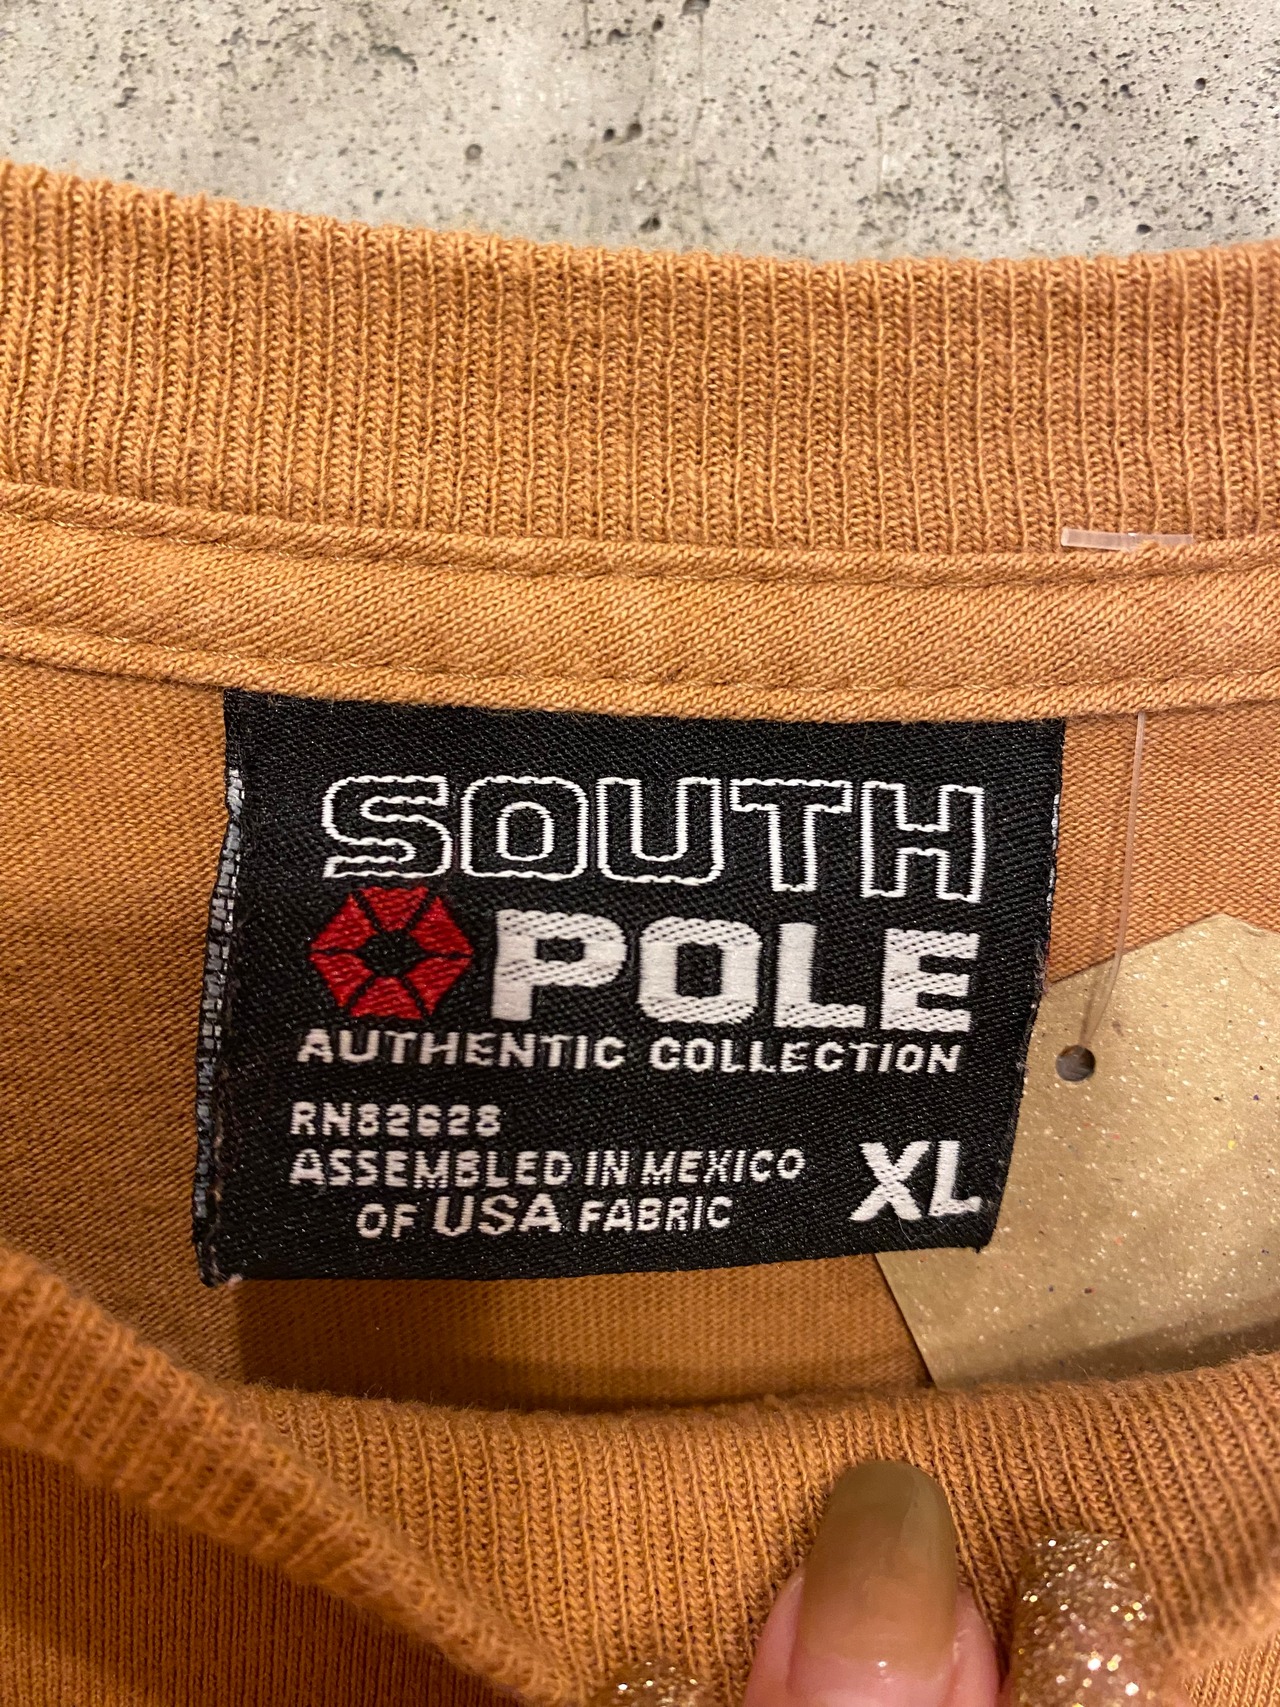 SOUTH
POLE
AUTHENTIC COLLECTION
RN82628
ASSEMBLED IN MEXICO
OF USA FABRIC
XL